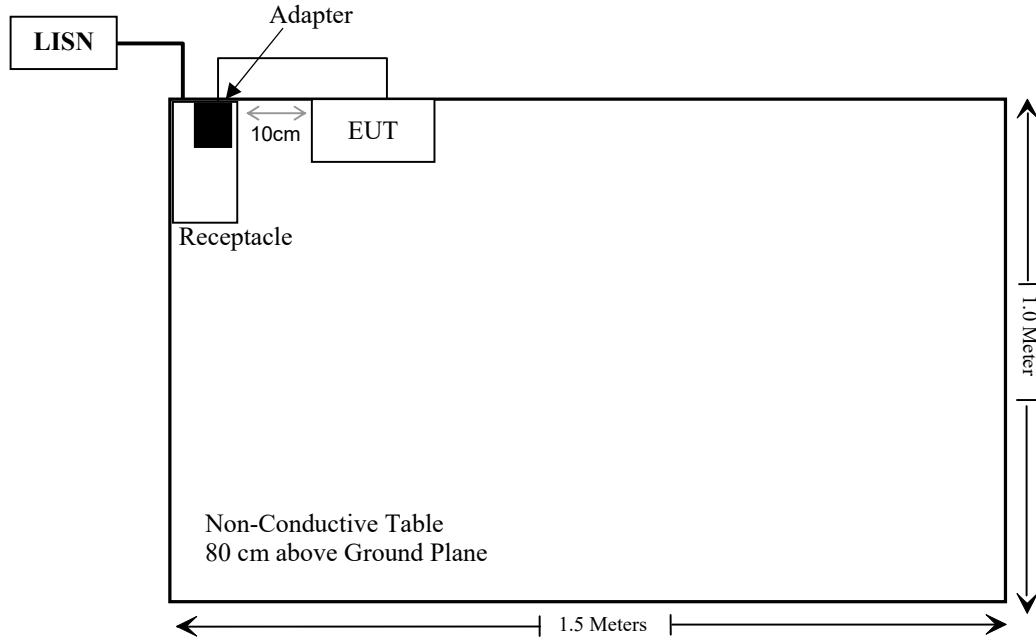 Adapter
LISN
10cm
EUT
Receptacle
1.0 Meter
Non-Conductive Table
80 cm above Ground Plane
1.5 Meters